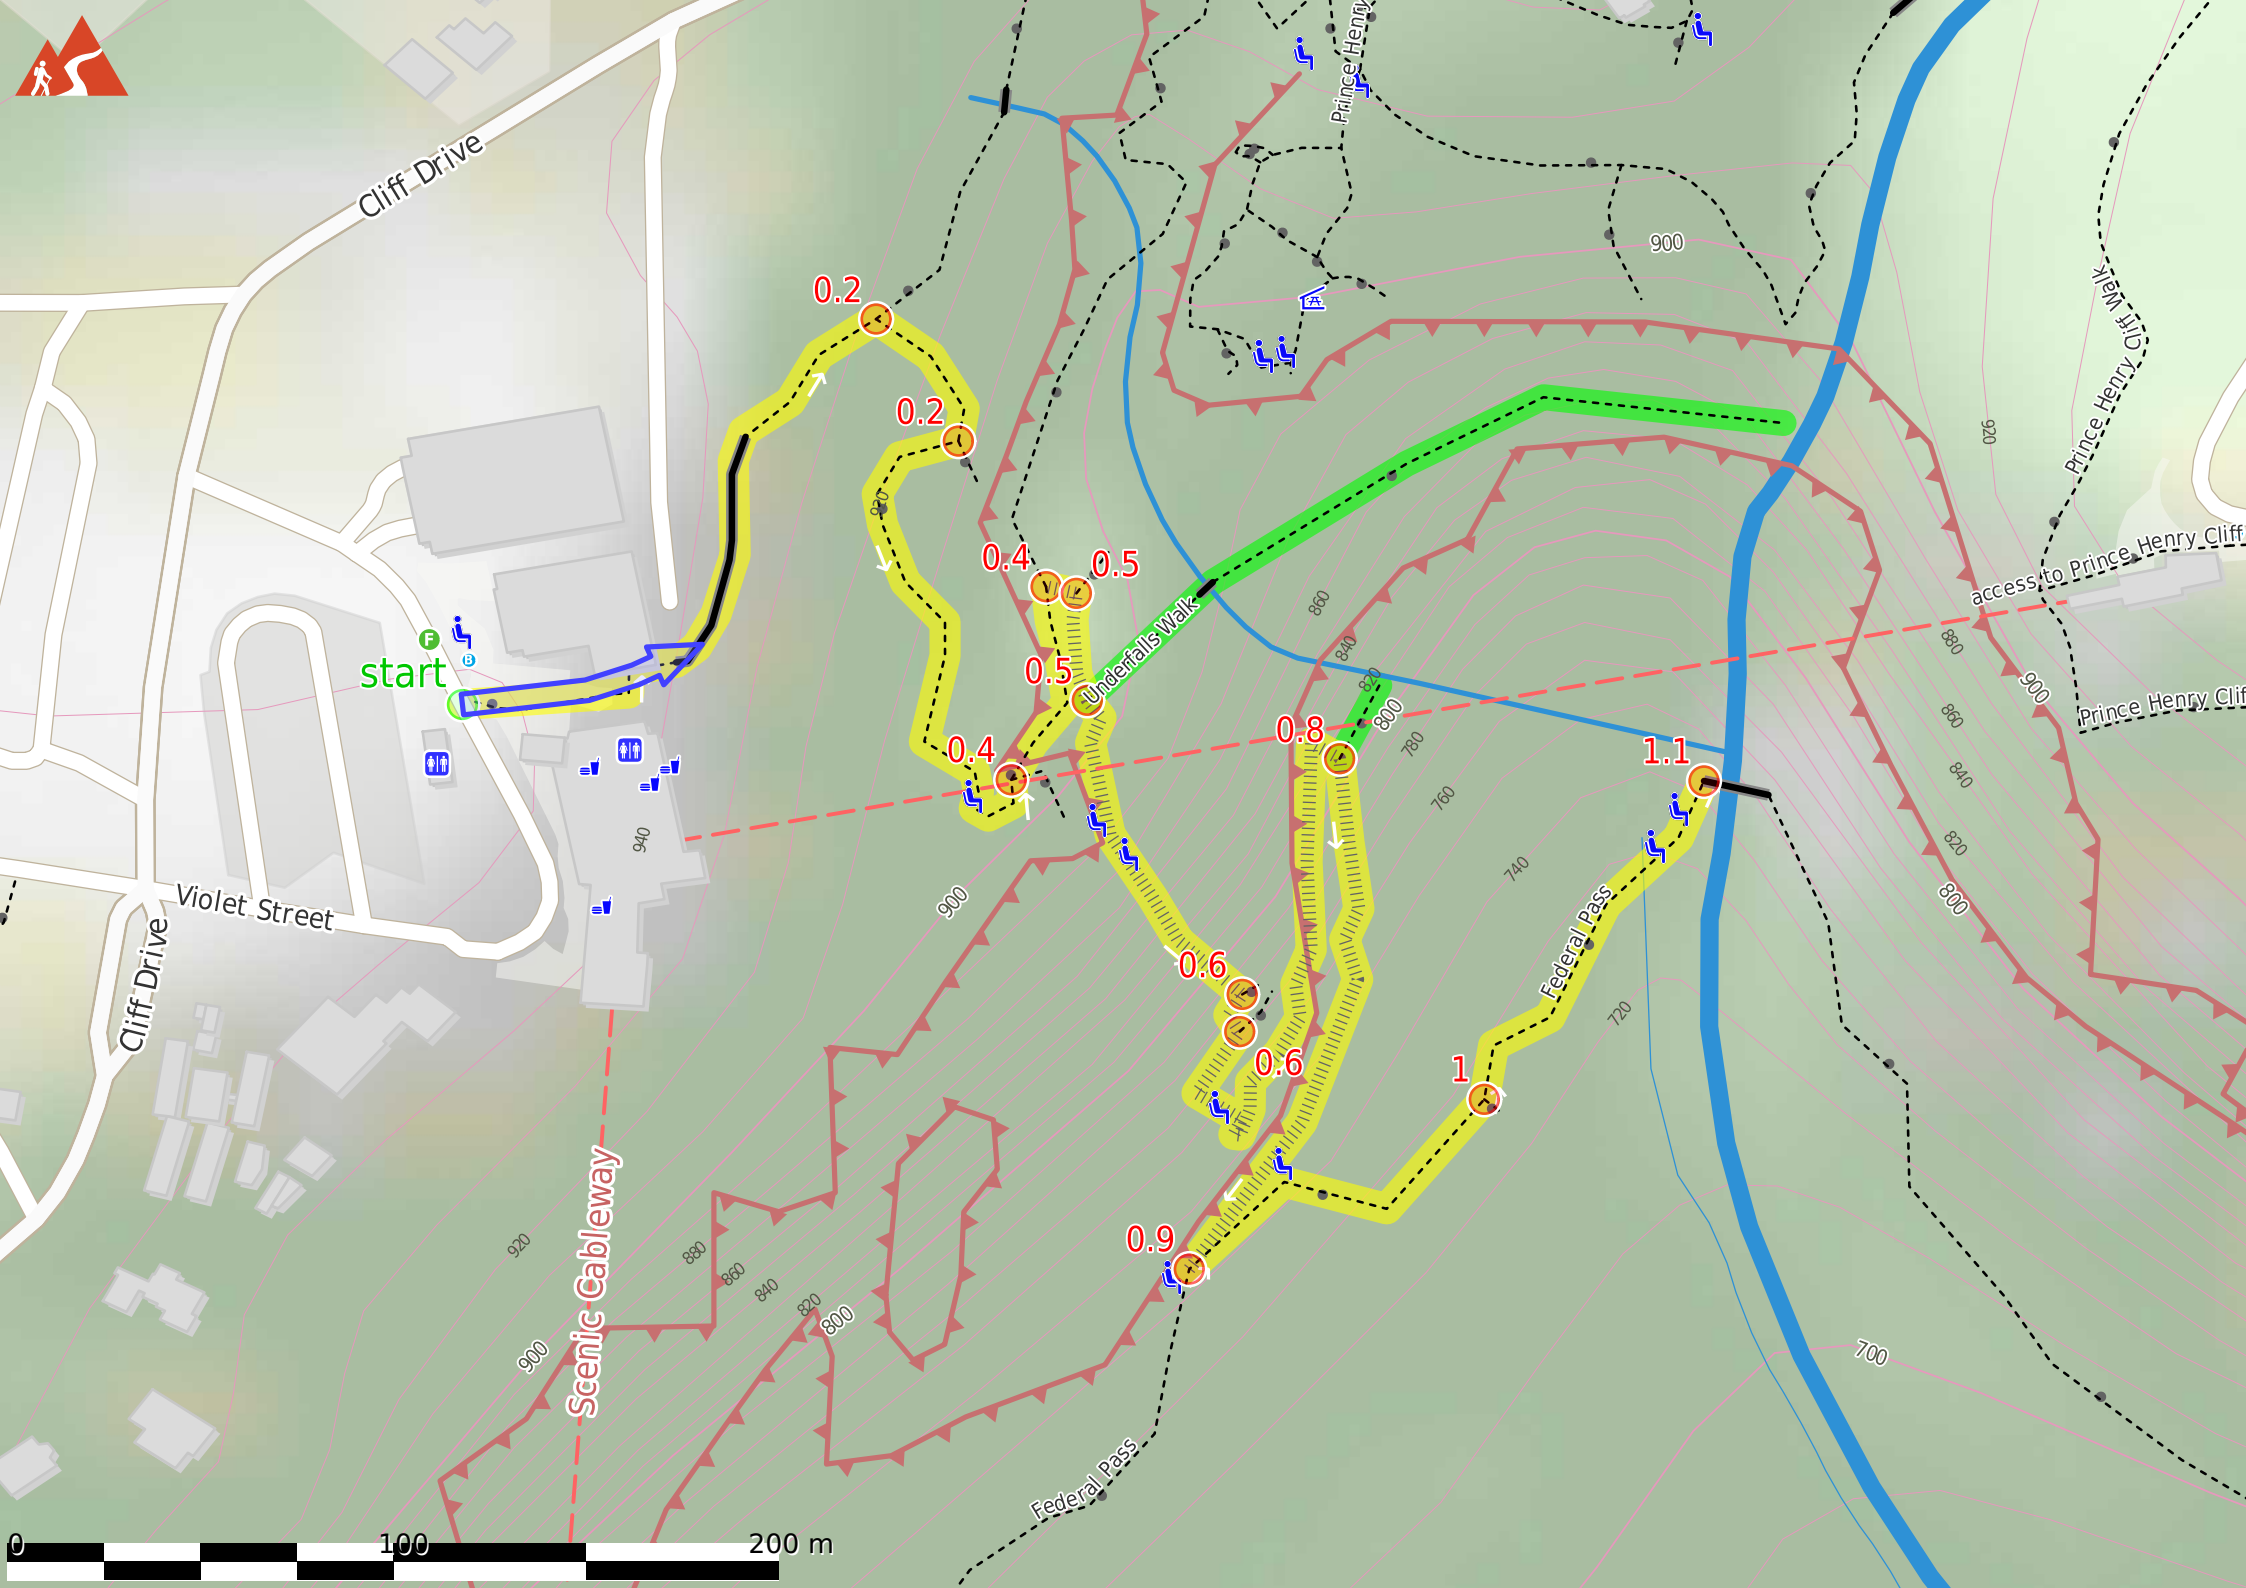 Prince Henry
Cliff Drive
900
Prince Henry Cliff Walk
0.2
0.2
920
920
Prince Henry Cliff Walk
access to Prince Henry Cliff
0.4
0.5
860
840
820
800
Underfalls Walk
F
B
start
0.5
880
900
Prince Henry Clif
0.4
0.8
780
1.1
860
760
840
940
740
820
Violet Street
900
800
Federal Pass
Cliff Drive
0.6
720
0.6
1
Scenic Cableway
920
880
860
840
820
800
0.9
900
700
Federal Pass
0
100
200 m